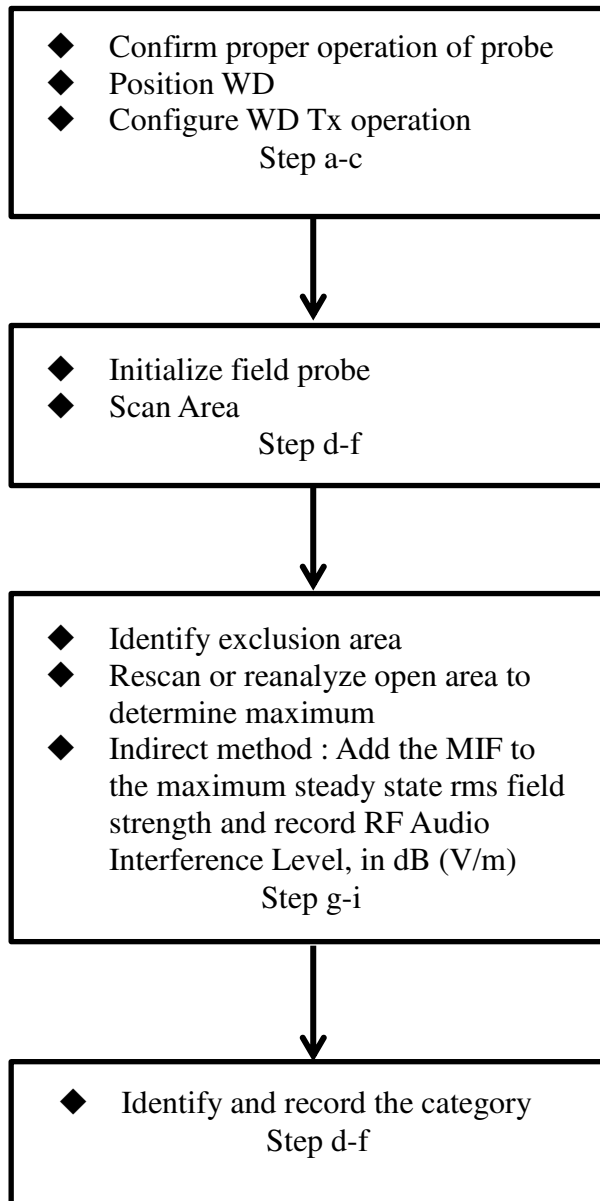 ◆ Confirm proper operation of probe
◆ Position WD
◆ Configure WD Tx operation
Step a-c
◆ Initialize field probe
◆ Scan Area
Step d-f
◆ Identify exclusion area
◆ Rescan or reanalyze open area to
determine maximum
◆ Indirect method : Add the MIF to
the maximum steady state rms field
strength and record RF Audio
Interference Level, in dB (V/m)
Step g-i
◆ Identify and record the category
Step d-f